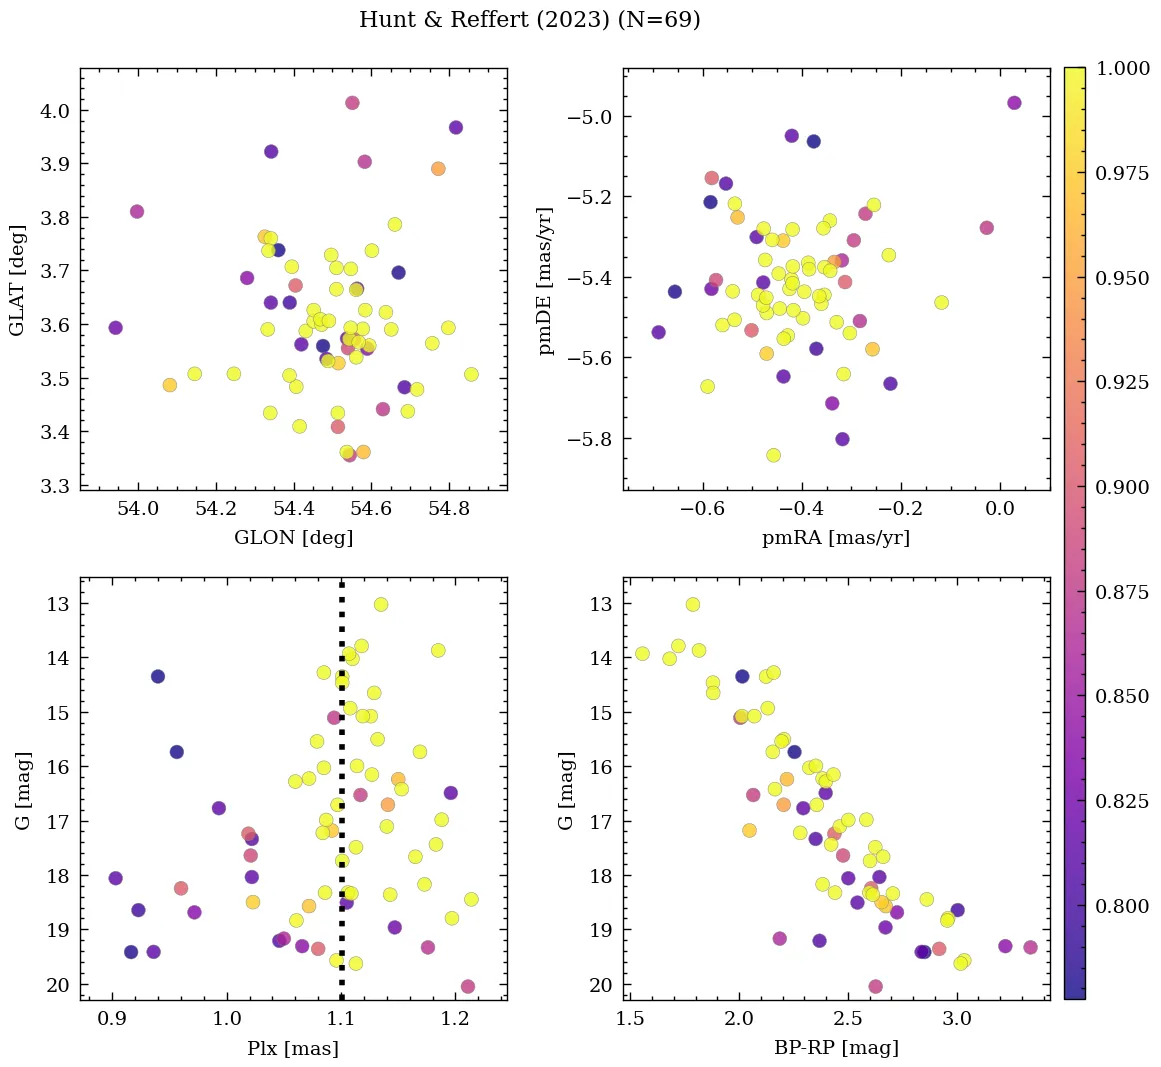 Hunt & Reffert (2023) (N=69)
4.0
3.9
3.8
3.7
3.6
3.5
3.4
3.3
GLAT [deg]
54.0 54.2 54.4 54.6 54.8
GLON [deg]
−5.0
−5.2
−5.4
−5.6
−5.8
pmDE [mas/yr]
−0.6 −0.4 −0.2 0.0
pmRA [mas/yr]
1.000
0.975
0.950
0.925
0.900
0.875
0.850
0.825
0.800
13
14
15
16
17
18
19
20
G [mag]
0.9 1.0 1.1 1.2
Plx [mas]
13
14
15
16
17
18
19
20
G [mag]
1.5 2.0 2.5 3.0
BP-RP [mag]